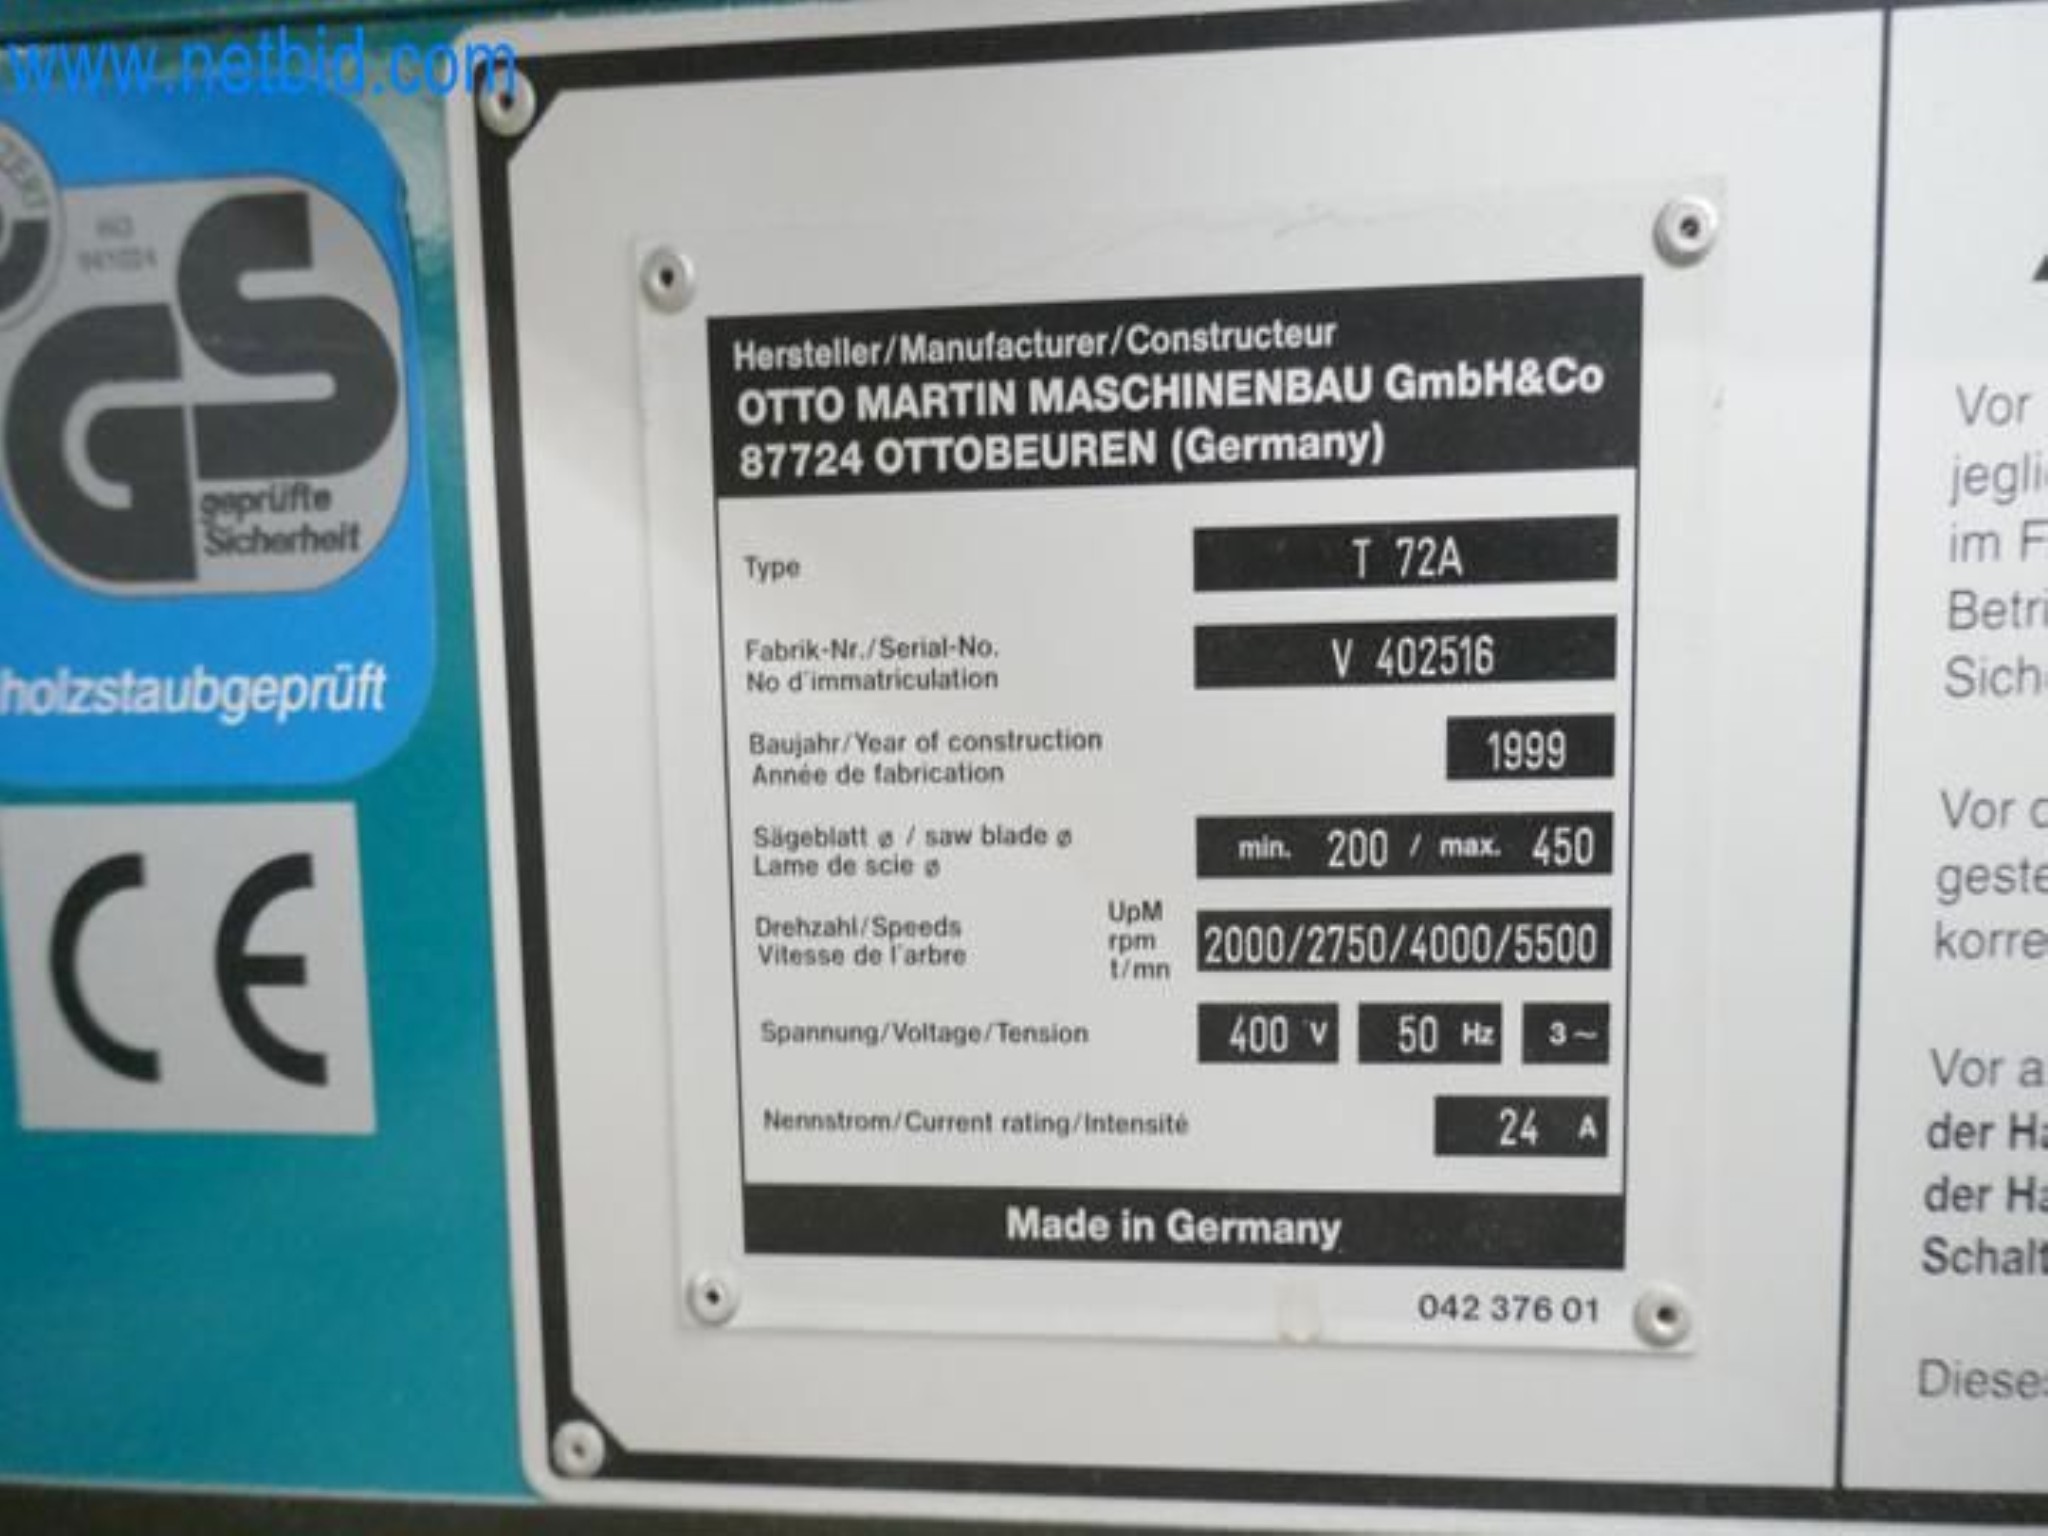 www.netbid.com
ZERT
GS
geprüfte
Sicherheit
holzstaubgeprüft
CE
Hersteller/Manufacturer/Constructeur
OTTO MARTIN MASCHINENBAU GmbH&Co
87724 OTTOBEUREN (Germany)
Type T 72A
Fabrik-Nr./Serial-No.
No d'immatriculation V 402516
Baujahr/Year of construction
Année de fabrication 1999
Sägeblatt ø / saw blade ø
Lame de scie ø min. 200 / max. 450
Drehzahl/Speeds UpM
Vitesse de l'arbre rpm 2000/2750/4000/5500
t/mn
Spannung/Voltage/Tension 400 V 50 Hz 3~
Nennstrom/Current rating/Intensité 24 A
Made in Germany
042 376 01
Vor
jegli
im F
Betri
Siche
Vor d
geste
korre
Vor a
der Ha
der Ha
Schalt
Dieses